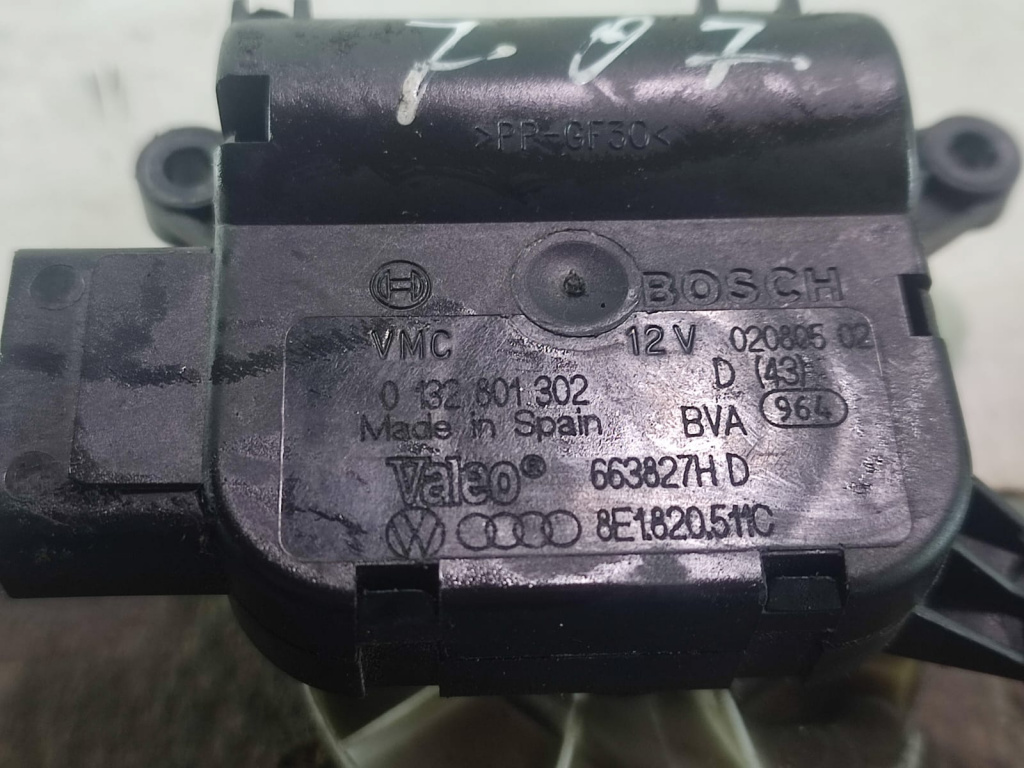 7.07
>PP-GF30<
BOSCH
VMC 12V 020805 02
0 132 801 302 D (43)
Made in Spain BVA 964
Valeo® 663827H D
8E1.820.511C